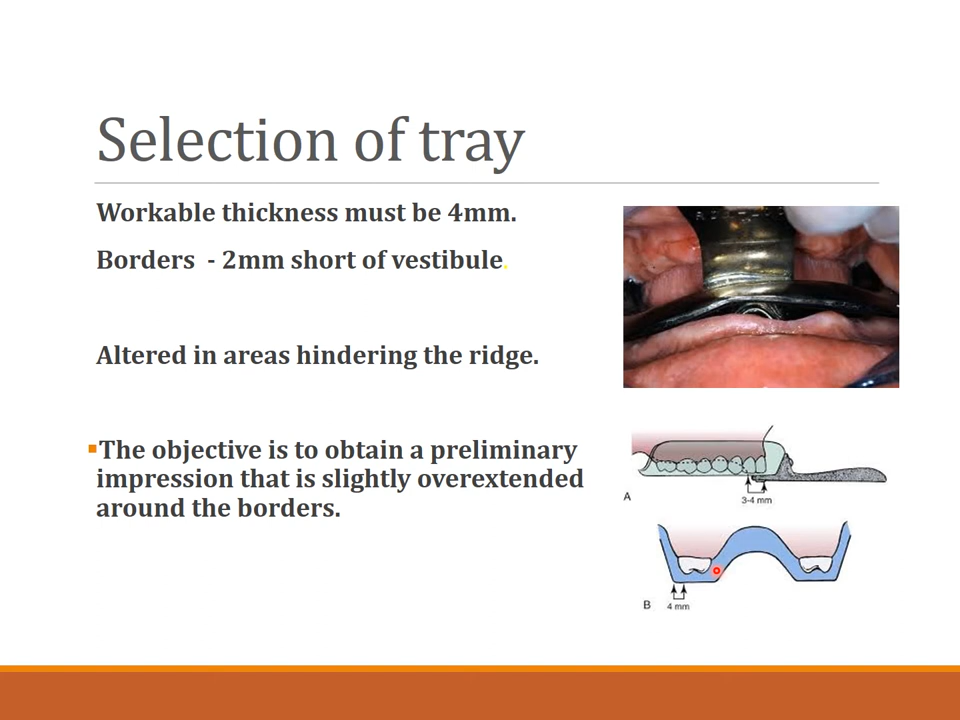 Selection of tray
Workable thickness must be 4mm.
Borders - 2mm short of vestibule.
Altered in areas hindering the ridge.
▪The objective is to obtain a preliminary
impression that is slightly overextended
around the borders.
A
3-4 mm
B 4 mm